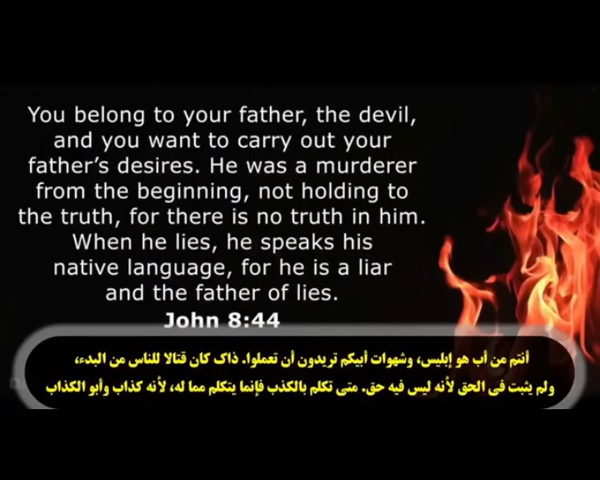 You belong to your father, the devil,
and you want to carry out your
father's desires. He was a murderer
from the beginning, not holding to
the truth, for there is no truth in him.
When he lies, he speaks his
native language, for he is a liar
and the father of lies.
John 8:44
أنتم من أب هو إبليس، وشهوات أبيكم تريدون أن تعملوا. ذاك كان قتالا للناس من البدء،
ولم يثبت فى الحق لأنه ليس فيه حق. متى تكلم بالكذب فإنما يتكلم مما له، لأنه كذاب وأبو الكذاب